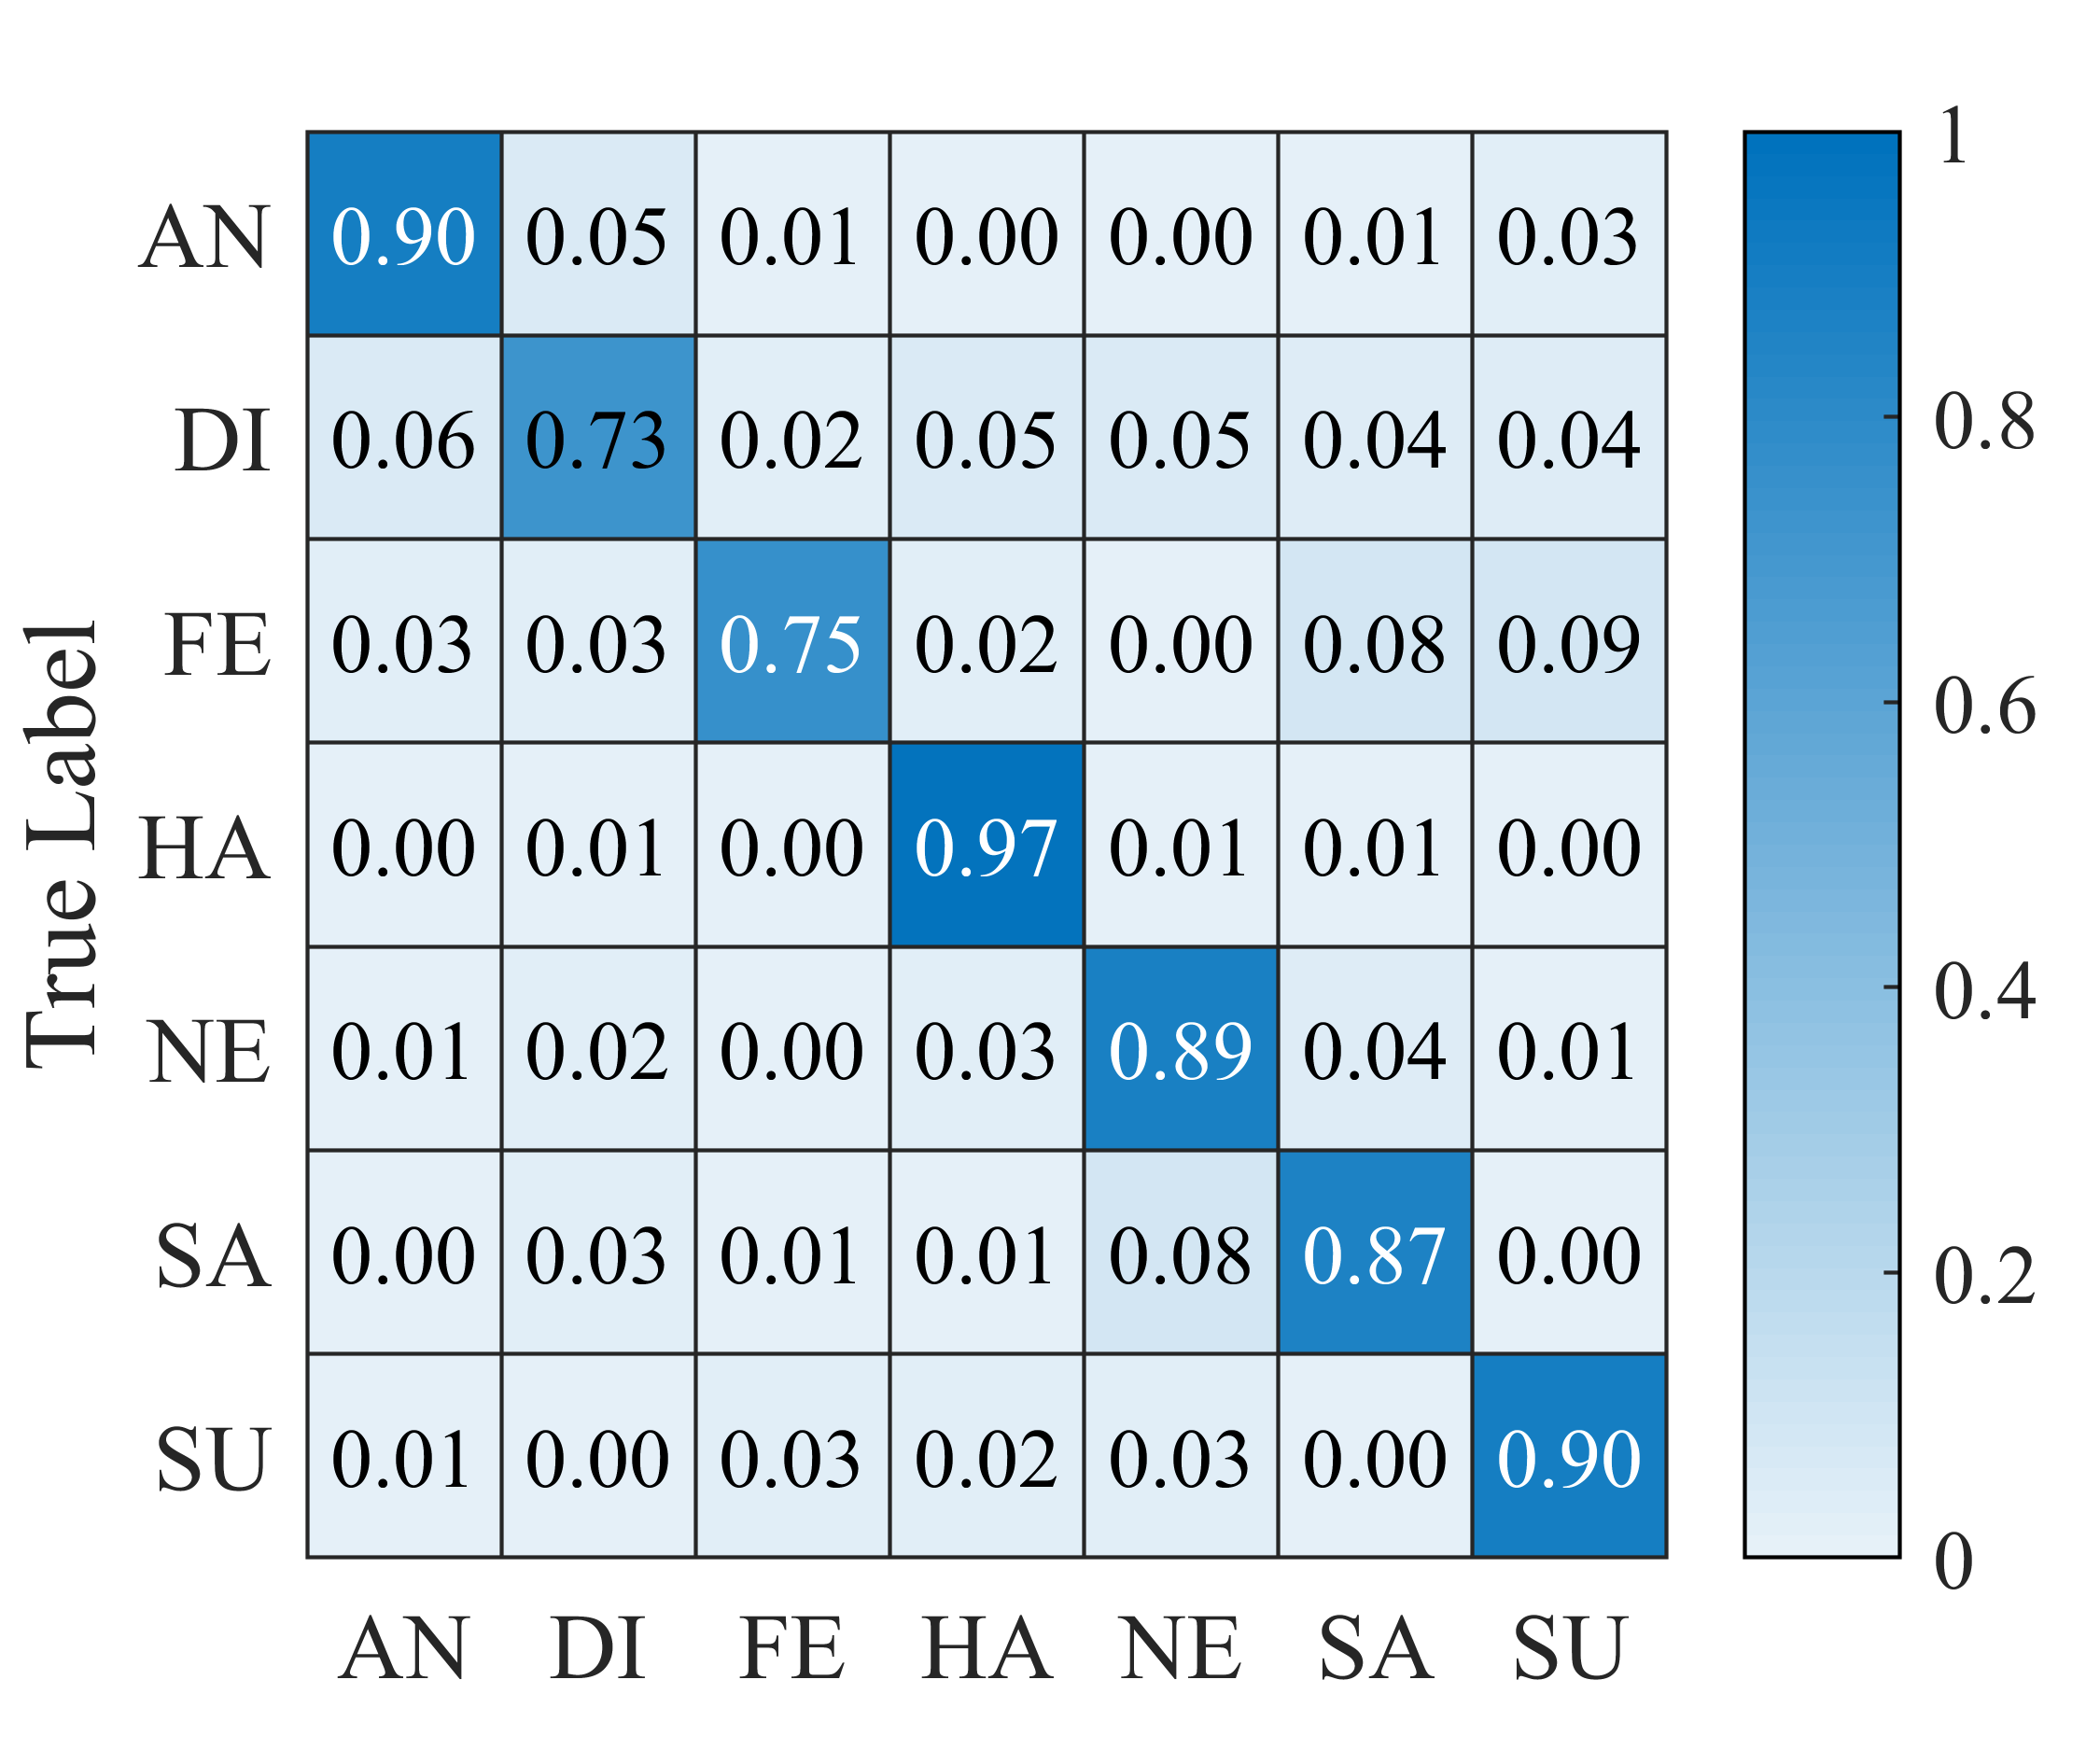 1
AN 0.90 0.05 0.01 0.00 0.00 0.01 0.03
DI 0.06 0.73 0.02 0.05 0.05 0.04 0.04
0.8
FE 0.03 0.03 0.75 0.02 0.00 0.08 0.09
0.6
HA 0.00 0.01 0.00 0.97 0.01 0.01 0.00
True Label
0.4
NE 0.01 0.02 0.00 0.03 0.89 0.04 0.01
SA 0.00 0.03 0.01 0.01 0.08 0.87 0.00
0.2
SU 0.01 0.00 0.03 0.02 0.03 0.00 0.90
0
AN DI FE HA NE SA SU